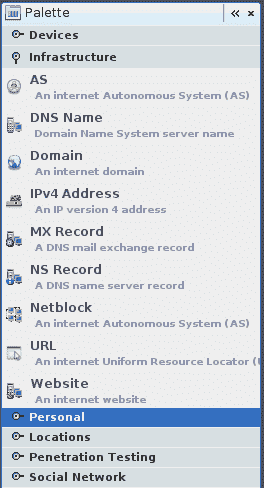 Palette
Devices
Infrastructure
AS
An internet Autonomous System (AS)
DNS Name
Domain Name System server name
Domain
An internet domain
IPv4 Address
An IP version 4 address
MX Record
A DNS mail exchange record
NS Record
A DNS name server record
Netblock
An internet Autonomous System (AS)
URL
An internet Uniform Resource Locator (
Website
An internet website
Personal
Locations
Penetration Testing
Social Network